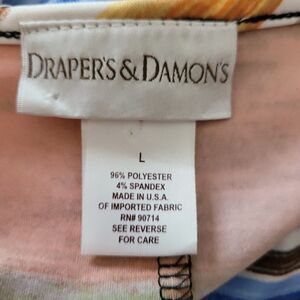 DRAPER'S & DAMON'S
L
96% POLYESTER
4% SPANDEX
MADE IN U.S.A.
OF IMPORTED FABRIC
RN# 90714
SEE REVERSE
FOR CARE